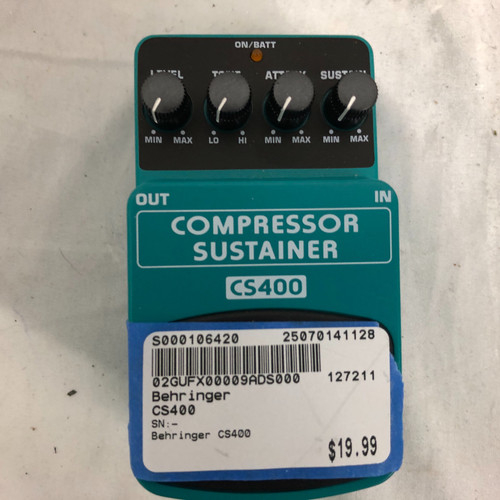 ON/BATT
LEVEL TONE ATTACK SUSTAIN
MIN MAX LO HI MIN MAX MIN MAX
OUT IN
COMPRESSOR
SUSTAINER
CS400
S000106420 25070141128
02GUFX00009ADS000 127211
Behringer
CS400
SN:-
Behringer CS400
$19.99